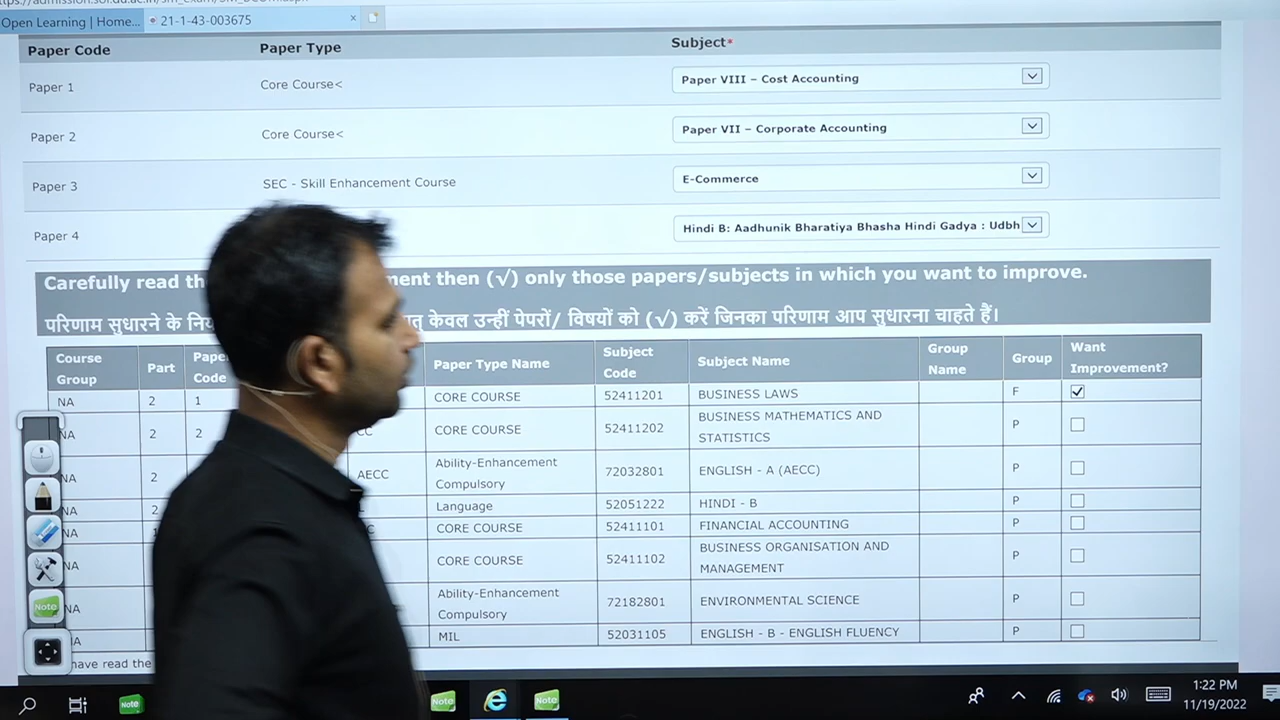 Open Learning | Home...
21-1-43-003675
Paper Code Paper Type Subject*
Paper 1 Core Course< Paper VIII – Cost Accounting
Paper 2 Core Course< Paper VII – Corporate Accounting
Paper 3 SEC - Skill Enhancement Course E-Commerce
Paper 4 Hindi B: Aadhunik Bharatiya Bhasha Hindi Gadya : Udbh
Carefully read th ment then (√) only those papers/subjects in which you want to improve.
परिणाम सुधारने के केवल उन्हीं पेपरों/ विषयों को (√) करें जिनका परिणाम आप सुधारना चाहते हैं।
Course Group Part Code Paper Type Name Subject Code Subject Name Group Name Group Want Improvement?
NA 2 1 CORE COURSE 52411201 BUSINESS LAWS F
NA 2 2 CC CORE COURSE 52411202 BUSINESS MATHEMATICS AND
STATISTICS P
NA 2 AECC Ability-Enhancement
Compulsory 72032801 ENGLISH - A (AECC) P
NA 2 Language 52051222 HINDI - B P
NA CORE COURSE 52411101 FINANCIAL ACCOUNTING P
NA CORE COURSE 52411102 BUSINESS ORGANISATION AND
MANAGEMENT P
NA Ability-Enhancement
Compulsory 72182801 ENVIRONMENTAL SCIENCE P
NA MIL 52031105 ENGLISH - B - ENGLISH FLUENCY P
have read the
Note
Note
Note
Note
1:22 PM
11/19/2022